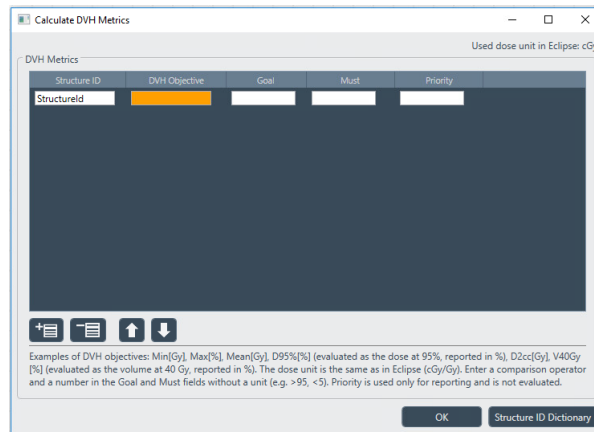 Calculate DVH Metrics
Used dose unit in Eclipse: cGy
DVH Metrics
Structure ID DVH Objective Goal Must Priority
StructureId
Examples of DVH objectives: Min[Gy], Max[%], Mean[Gy], D95%[%] (evaluated as the dose at 95%, reported in %), D2cc[Gy], V40Gy
[%] (evaluated as the volume at 40 Gy, reported in %). The dose unit is the same as in Eclipse (cGy/Gy). Enter a comparison operator
and a number in the Goal and Must fields without a unit (e.g. >95, <5). Priority is used only for reporting and is not evaluated.
OK Structure ID Dictionary